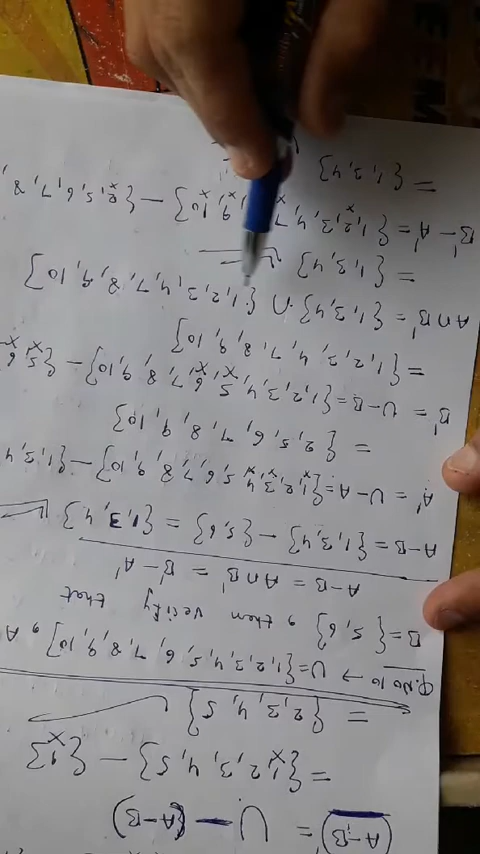 (A-B)' = U - (A-B)
= {1, 2, 3, 4, 5} - {1}
= {2, 3, 4, 5}
Q.No 10 → U = {1, 2, 3, 4, 5, 6, 7, 8, 9, 10}, A
B = {5, 6}, then verify that
A-B = A∩B' = B'-A'
A-B = {1, 3, 4} - {5, 6} = {1, 3, 4}
A' = U-A = {1, 2, 3, 4, 5, 6, 7, 8, 9, 10} - {1, 3, 4
= {2, 5, 6, 7, 8, 9, 10}
B' = U-B = {1, 2, 3, 4, 5, 6, 7, 8, 9, 10} - {5, 6
= {1, 2, 3, 4, 7, 8, 9, 10}
A∩B' = {1, 3, 4} ∩ {1, 2, 3, 4, 7, 8, 9, 10}
= {1, 3, 4}
B'-A' = {1, 2, 3, 4, 7, 8, 9, 10} - {2, 5, 6, 7, 8,
= {1, 3, 4}